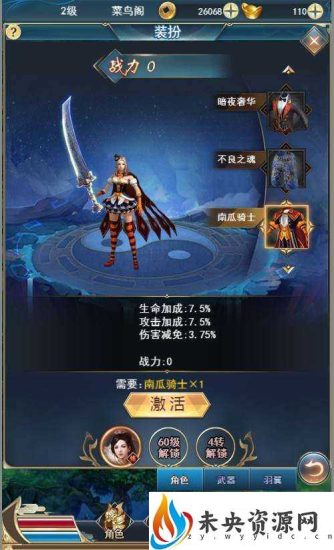 2级 菜鸟阁 26068 110
装扮
战力 0
暗夜奢华
不良之魂
南瓜骑士
生命加成:7.5%
攻击加成:7.5%
伤害减免:3.75%
战力:0
需要:南瓜骑士×1
激活
60级
解锁
4转
解锁
角色 武器 羽翼
角色
未央资源网
zywyyidc.cn